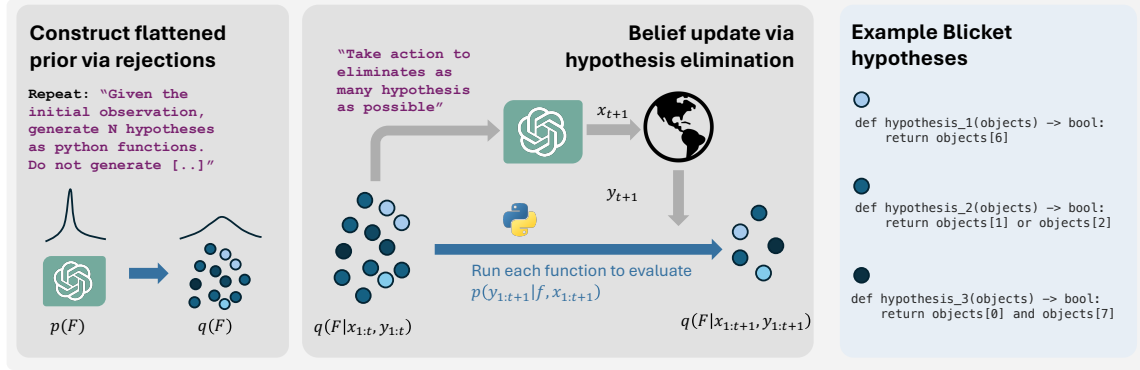 Construct flattened
prior via rejections
Repeat: “Given the
initial observation,
generate N hypotheses
as python functions.
Do not generate [..]”
p(F)
q(F)
Belief update via
hypothesis elimination
“Take action to
eliminates as
many hypothesis
as possible”
x_{t+1}
y_{t+1}
Run each function to evaluate
p(y_{1:t+1}|f, x_{1:t+1})
q(F|x_{1:t}, y_{1:t})
q(F|x_{1:t+1}, y_{1:t+1})
Example Blicket
hypotheses
def hypothesis_1(objects) -> bool:
return objects[6]
def hypothesis_2(objects) -> bool:
return objects[1] or objects[2]
def hypothesis_3(objects) -> bool:
return objects[0] and objects[7]